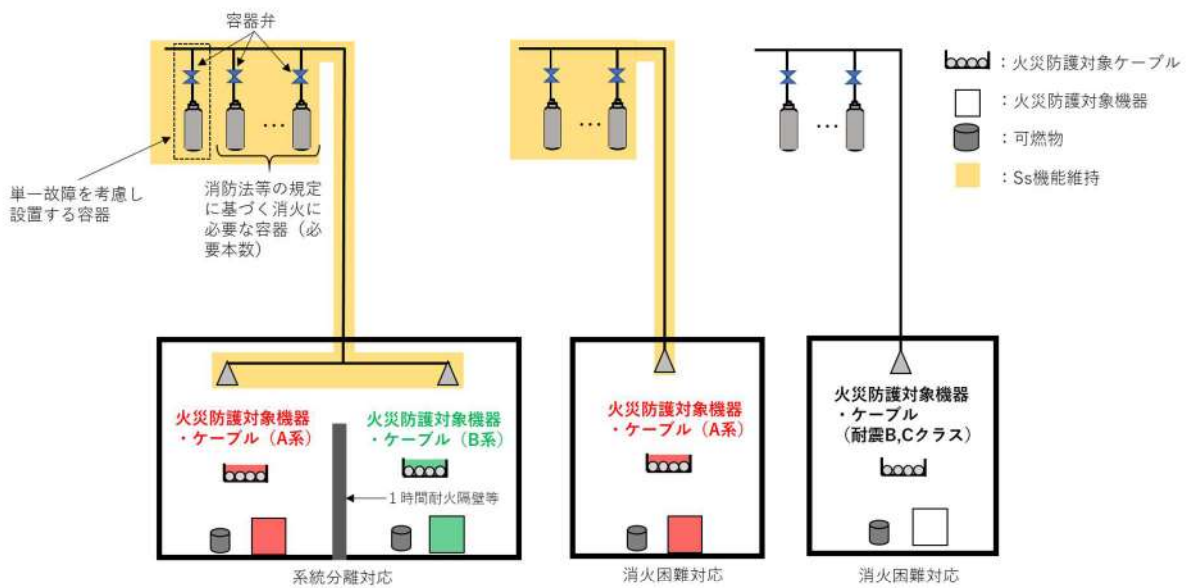 容器弁
…
…
…
単一故障を考慮し
設置する容器
消防法等の規定
に基づく消火に
必要な容器（必
要本数）
：火災防護対象ケーブル
：火災防護対象機器
：可燃物
：Ss機能維持
火災防護対象機器
・ケーブル（A系）
火災防護対象機器
・ケーブル（B系）
１時間耐火隔壁等
系統分離対応
火災防護対象機器
・ケーブル（A系）
消火困難対応
火災防護対象機器
・ケーブル
（耐震B,Cクラス）
消火困難対応